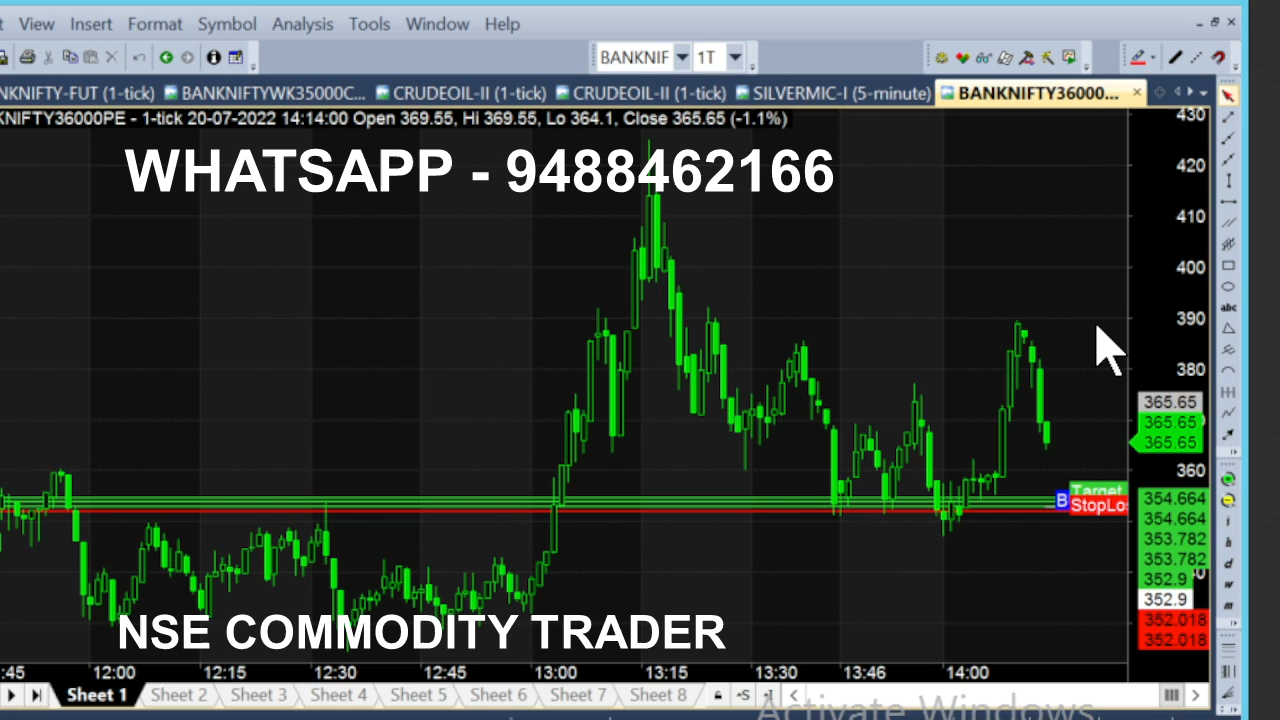 View Insert Format Symbol Analysis Tools Window Help
BANKNIF 1T
NKNIFTY-FUT (1-tick) BANKNIFTYWK35000C... CRUDEOIL-II (1-tick) CRUDEOIL-II (1-tick) SILVERMIC-I (5-minute) BANKNIFTY36000...
KNIFTY36000PE - 1-tick 20-07-2022 14:14:00 Open 369.55, Hi 369.55, Lo 364.1, Close 365.65 (-1.1%)
WHATSAPP - 9488462166
430
420
410
400
390
380
365.65
365.65
365.65
360
abc
B Target
StopLo
354.664
354.664
353.782
353.782
352.9
352.9
352.018
352.018
i
h
d
w
m
NSE COMMODITY TRADER
:45 12:00 12:15 12:30 12:45 13:00 13:15 13:30 13:46 14:00
Sheet 1 Sheet 2 Sheet 3 Sheet 4 Sheet 5 Sheet 6 Sheet 7 Sheet 8
Activate Windows